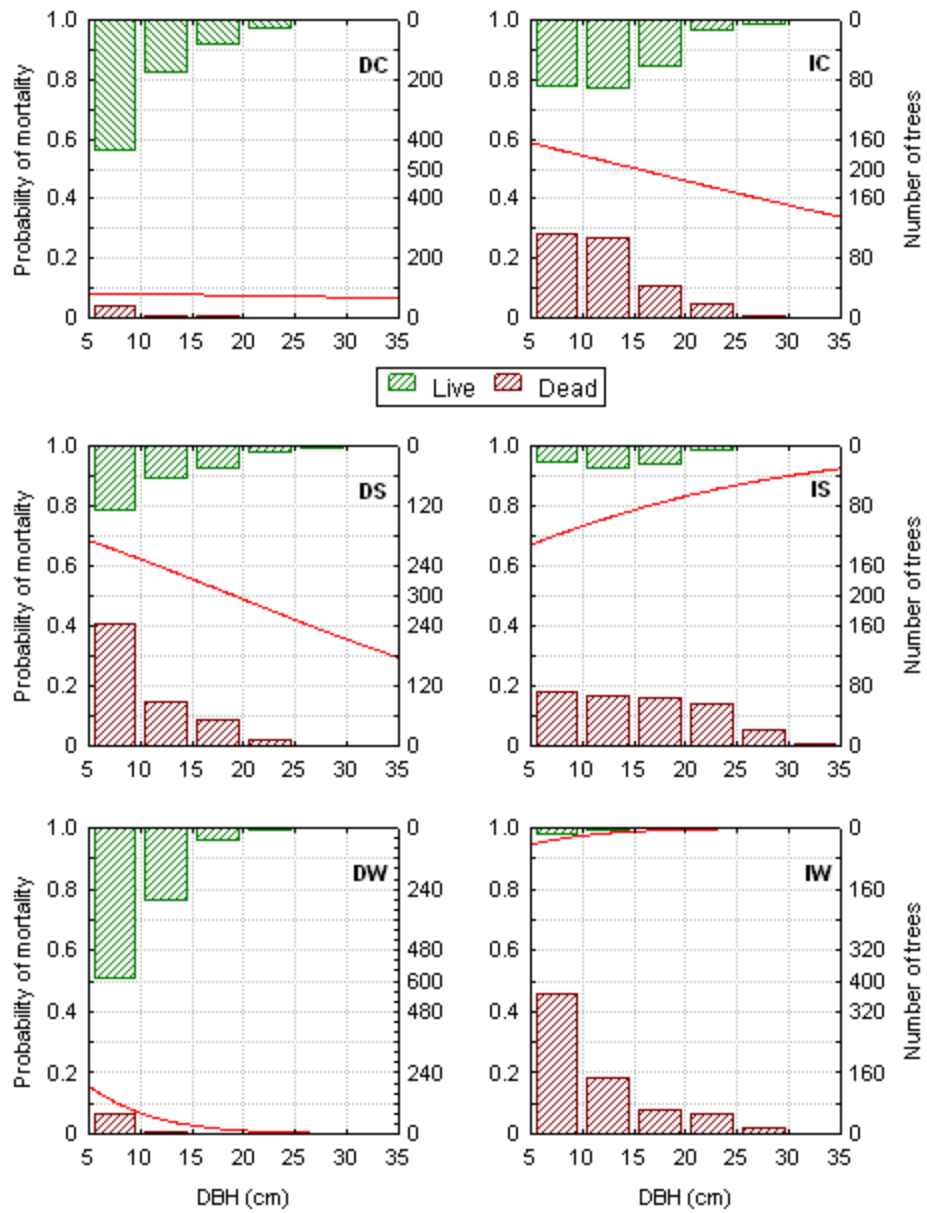 Probability of mortality
Number of trees
1.0 0 1.0 0
DC IC
0.8 200 0.8 80
0.6 400 0.6 160
500 200
0.4 400 0.4 160
0.2 200 0.2 80
0 0 0 0
5 10 15 20 25 30 35 5 10 15 20 25 30 35
Live Dead
Probability of mortality
Number of trees
1.0 0 1.0 0
DS IS
0.8 120 0.8 80
0.6 240 0.6 160
300 200
0.4 240 0.4 160
0.2 120 0.2 80
0 0 0 0
5 10 15 20 25 30 35 5 10 15 20 25 30 35
Probability of mortality
Number of trees
1.0 0 1.0 0
DW IW
0.8 240 0.8 160
0.6 480 0.6 320
600 400
0.4 480 0.4 320
0.2 240 0.2 160
0 0 0 0
5 10 15 20 25 30 35 5 10 15 20 25 30 35
DBH (cm) DBH (cm)